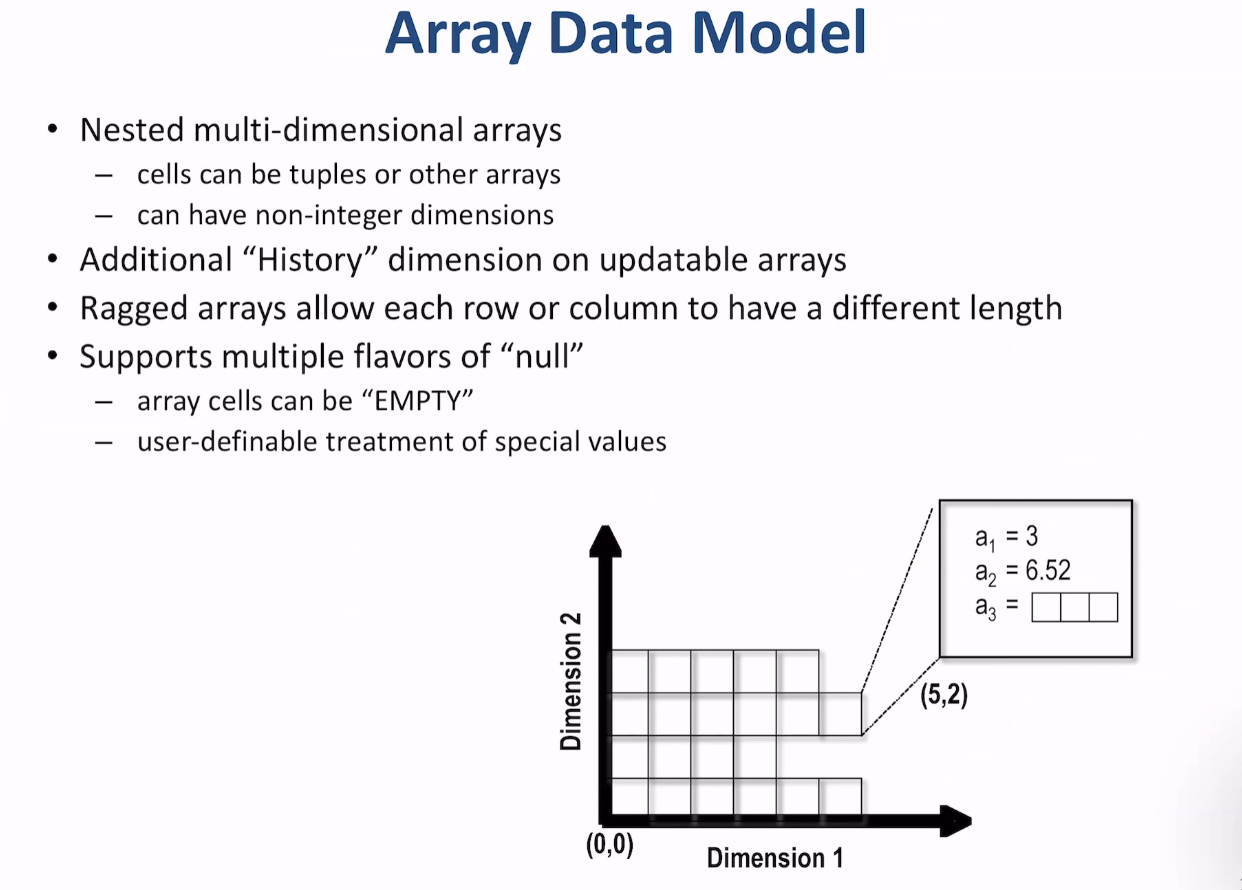 Array Data Model
• Nested multi-dimensional arrays
– cells can be tuples or other arrays
– can have non-integer dimensions
• Additional “History” dimension on updatable arrays
• Ragged arrays allow each row or column to have a different length
• Supports multiple flavors of “null”
– array cells can be “EMPTY”
– user-definable treatment of special values
a₁ = 3
a₂ = 6.52
a₃ =
(5,2)
Dimension 2
(0,0)
Dimension 1